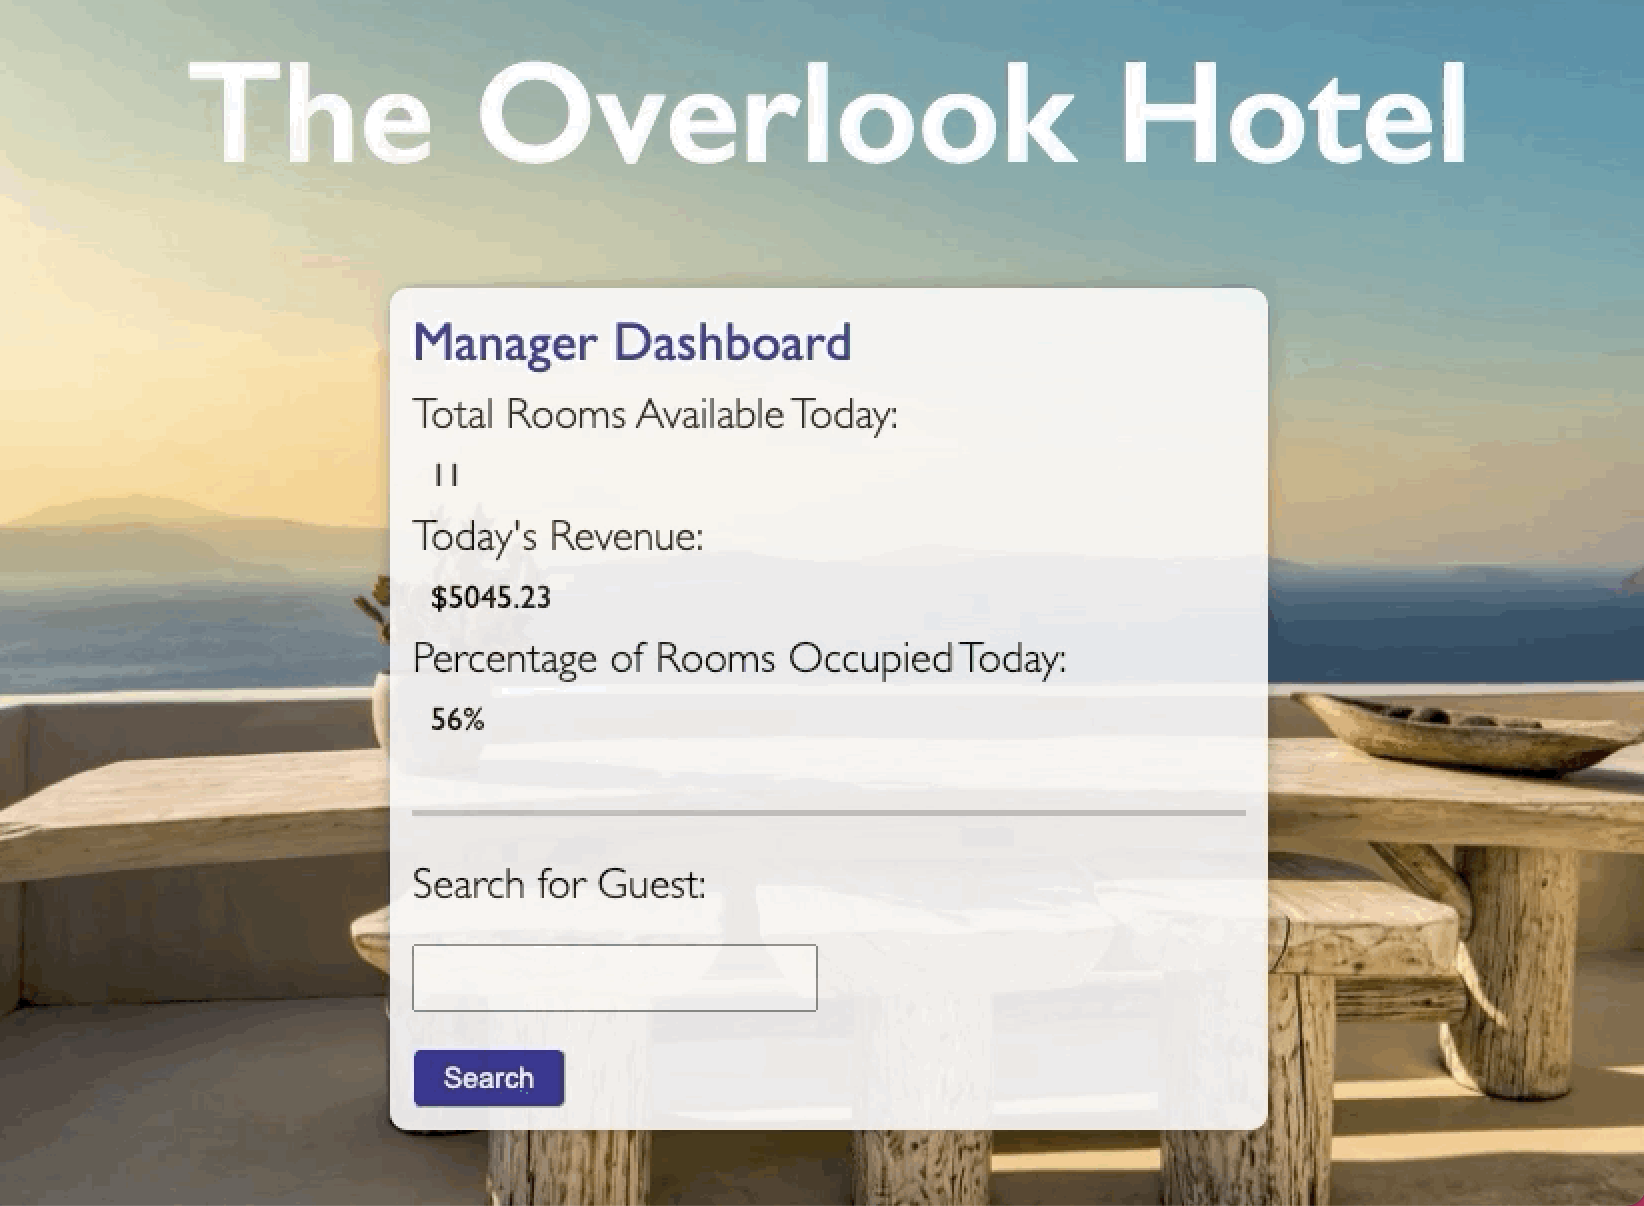 The Overlook Hotel
Manager Dashboard
Total Rooms Available Today:
11
Today's Revenue:
$5045.23
Percentage of Rooms Occupied Today:
56%
Search for Guest:
Search